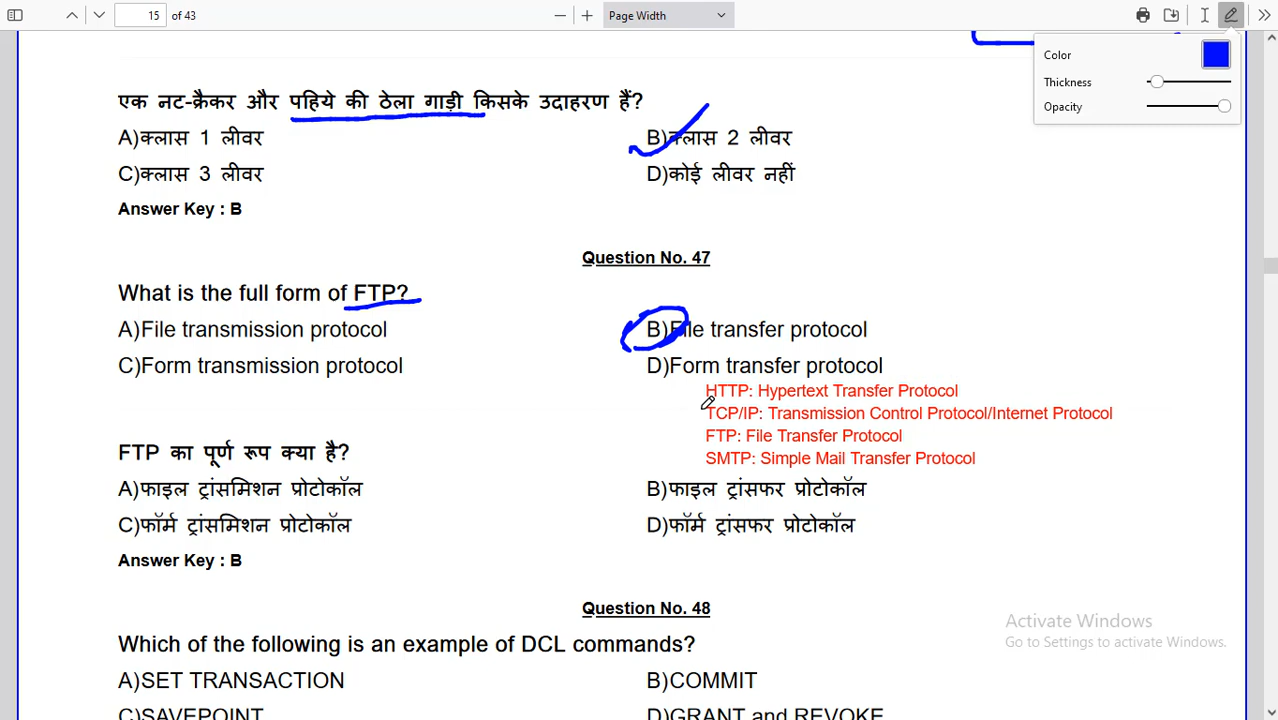 15 of 43
Page Width
Color
Thickness
Opacity
एक नट-क्रैकर और पहिये की ठेला गाड़ी किसके उदाहरण हैं?
A)क्लास 1 लीवर B)क्लास 2 लीवर
C)क्लास 3 लीवर D)कोई लीवर नहीं
Answer Key : B
Question No. 47
What is the full form of FTP?
A)File transmission protocol B)File transfer protocol
C)Form transmission protocol D)Form transfer protocol
HTTP: Hypertext Transfer Protocol
TCP/IP: Transmission Control Protocol/Internet Protocol
FTP: File Transfer Protocol
SMTP: Simple Mail Transfer Protocol
FTP का पूर्ण रूप क्या है?
A)फाइल ट्रांसमिशन प्रोटोकॉल B)फाइल ट्रांसफर प्रोटोकॉल
C)फॉर्म ट्रांसमिशन प्रोटोकॉल D)फॉर्म ट्रांसफर प्रोटोकॉल
Answer Key : B
Question No. 48
Activate Windows
Go to Settings to activate Windows.
Which of the following is an example of DCL commands?
A)SET TRANSACTION B)COMMIT
C)SAVEPOINT D)GRANT and REVOKE